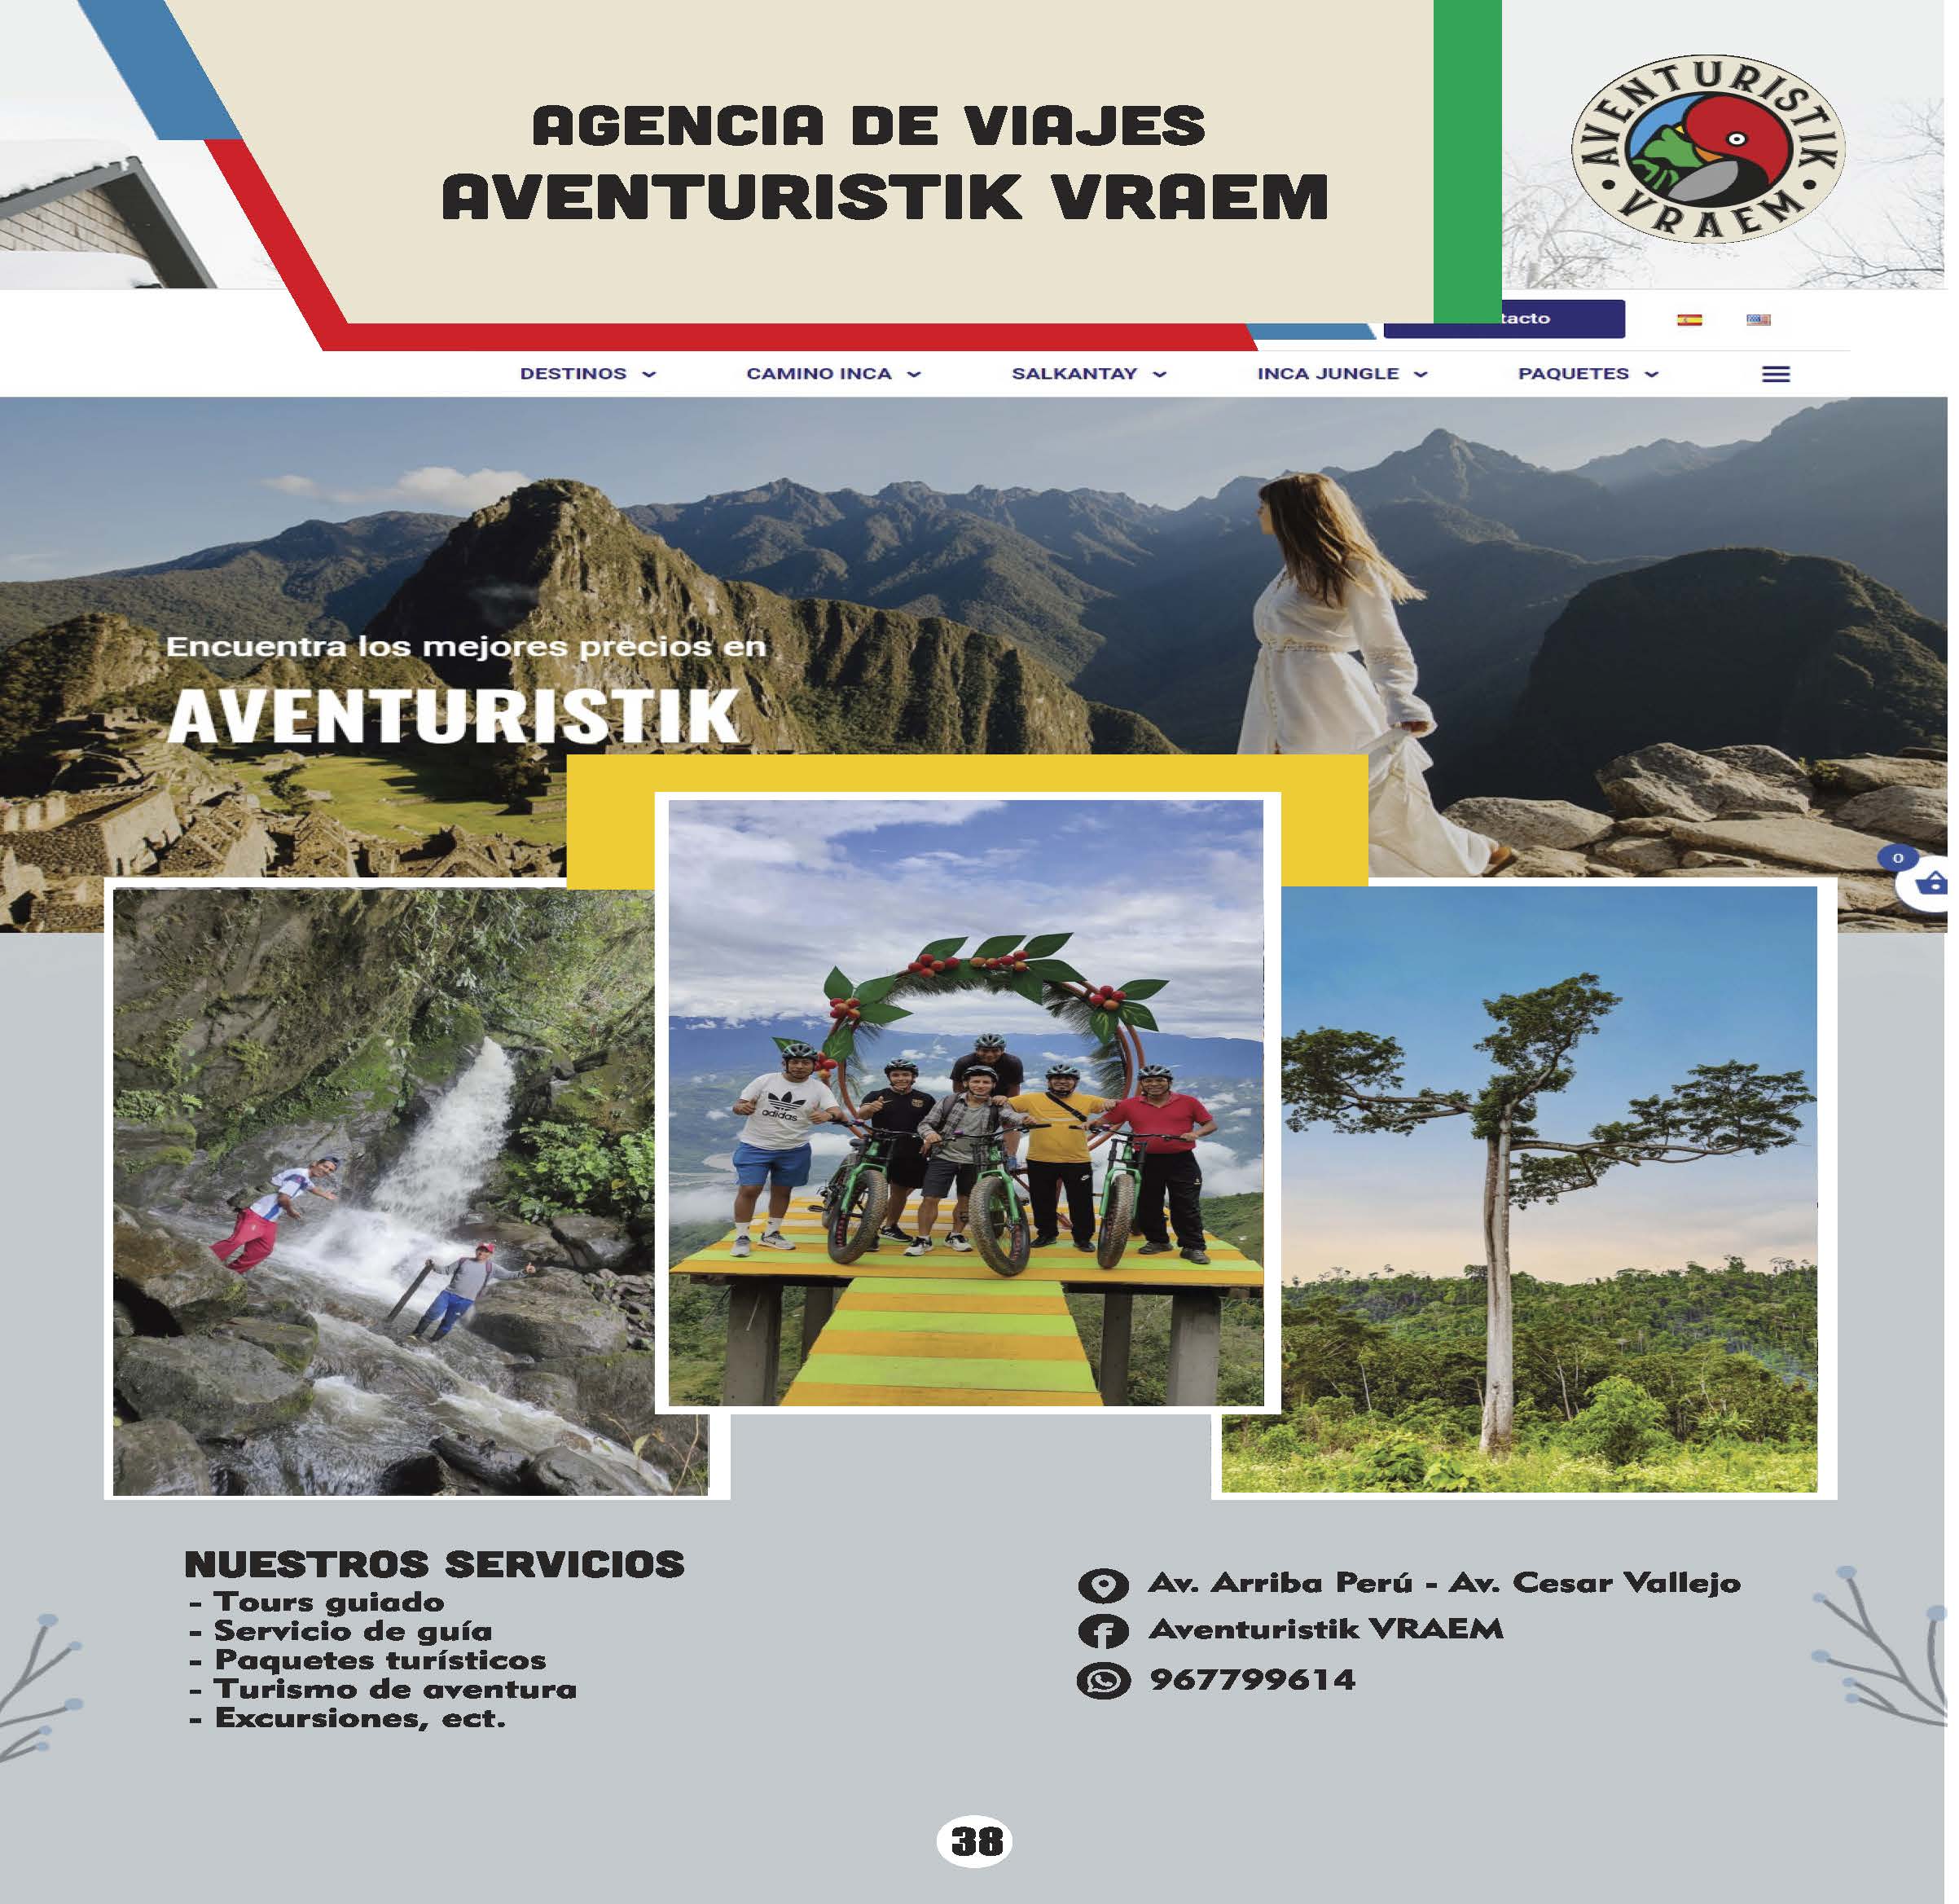 AGENCIA DE VIAJES
AVENTURISTIK VRAEM
AVENTURISTIK
VRAEM
tacto
DESTINOS
CAMINO INCA
SALKANTAY
INCA JUNGLE
PAQUETES
Encuentra los mejores precios en
AVENTURISTIK
0
adidas
NUESTROS SERVICIOS
- Tours guiado
- Servicio de guía
- Paquetes turísticos
- Turismo de aventura
- Excursiones, ect.
Av. Arriba Perú - Av. Cesar Vallejo
Aventuristik VRAEM
967799614
38